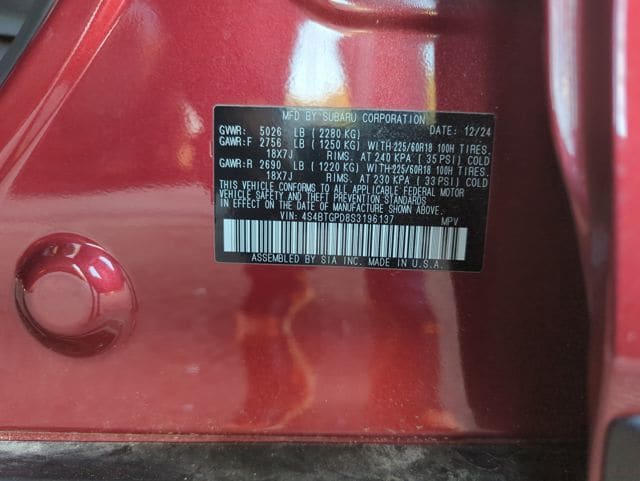 MFD BY SUBARU CORPORATION
GVWR: 5026 LB ( 2280 KG) DATE: 12/24
GAWR:F 2756 LB ( 1250 KG) WITH 225/60R18 100H TIRES.
18X7J RIMS. AT 240 KPA ( 35 PSI) COLD
GAWR:R 2690 LB ( 1220 KG) WITH 225/60R18 100H TIRES.
18X7J RIMS. AT 230 KPA ( 33 PSI) COLD
THIS VEHICLE CONFORMS TO ALL APPLICABLE FEDERAL MOTOR
VEHICLE SAFETY AND THEFT PREVENTION STANDARDS
IN EFFECT ON THE DATE OF MANUFACTURE SHOWN ABOVE.
VIN: 4S4BTGPD8S3196137 MPV
ASSEMBLED BY SIA INC. MADE IN U.S.A.